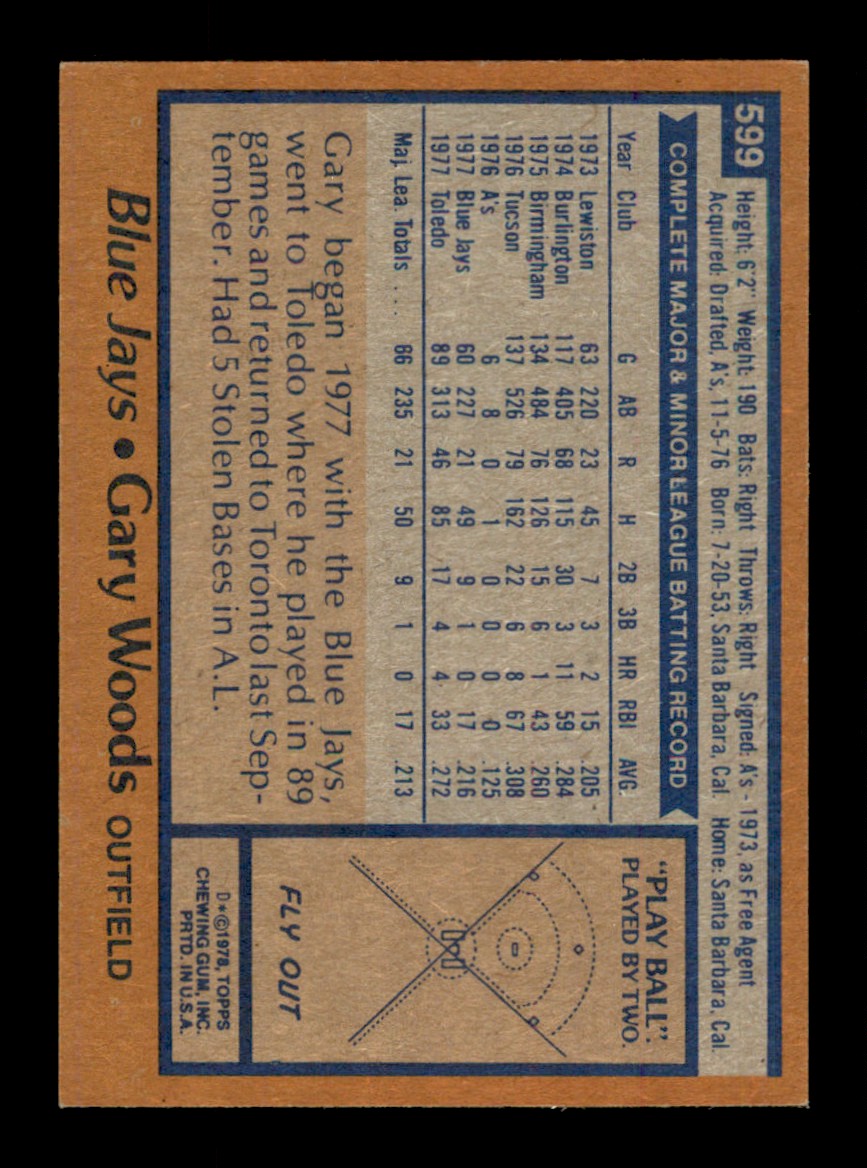 599
Height: 6'2" Weight: 190 Bats: Right Throws: Right Signed: A's - 1973, as Free Agent
Acquired: Drafted, A's, 11-5-76 Born: 7-20-53, Santa Barbara, Cal. Home: Santa Barbara, Cal.
COMPLETE MAJOR & MINOR LEAGUE BATTING RECORD
Year Club G AB R H 2B 3B HR RBI AVG.
1973 Lewiston 63 220 23 45 7 3 2 15 .205
1974 Burlington 117 405 68 115 30 3 11 59 .284
1975 Birmingham 134 484 76 126 15 6 1 43 .260
1976 Tucson 137 526 79 162 22 6 8 67 .308
1976 A's 6 8 0 1 0 0 0 0 .125
1977 Blue Jays 60 227 21 49 9 1 0 17 .216
1977 Toledo 89 313 46 85 17 4 4 33 .272
Maj. Lea. Totals .... 66 235 21 50 9 1 0 17 .213
Gary began 1977 with the Blue Jays,
went to Toledo where he played in 89
games and returned to Toronto last Sep-
tember. Had 5 Stolen Bases in A.L.
"PLAY BALL".
PLAYED BY TWO.
FLY OUT
D*©1978, TOPPS
CHEWING GUM, INC.
PRTD. IN U.S.A.
Blue Jays • Gary Woods OUTFIELD